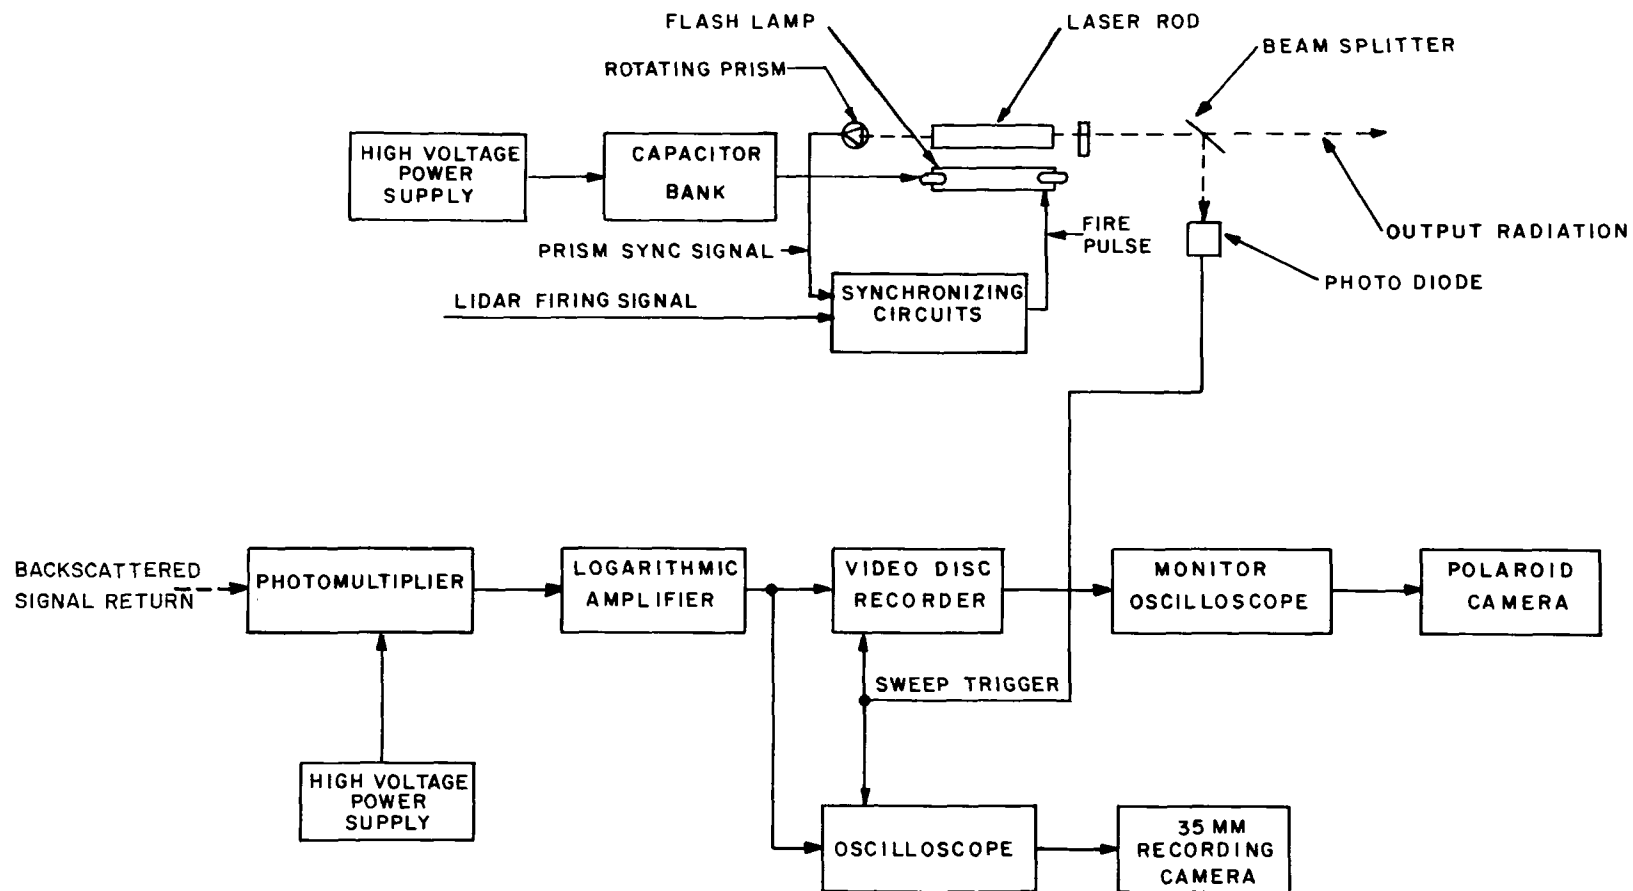 FLASH LAMP
LASER ROD
BEAM SPLITTER
ROTATING PRISM
HIGH VOLTAGE
POWER
SUPPLY
CAPACITOR
BANK
FIRE
PULSE
OUTPUT RADIATION
PRISM SYNC SIGNAL
PHOTO DIODE
LIDAR FIRING SIGNAL
SYNCHRONIZING
CIRCUITS
BACKSCATTERED
SIGNAL RETURN
PHOTOMULTIPLIER
LOGARITHMIC
AMPLIFIER
VIDEO DISC
RECORDER
MONITOR
OSCILLOSCOPE
POLAROID
CAMERA
SWEEP TRIGGER
HIGH VOLTAGE
POWER
SUPPLY
OSCILLOSCOPE
35 MM
RECORDING
CAMERA